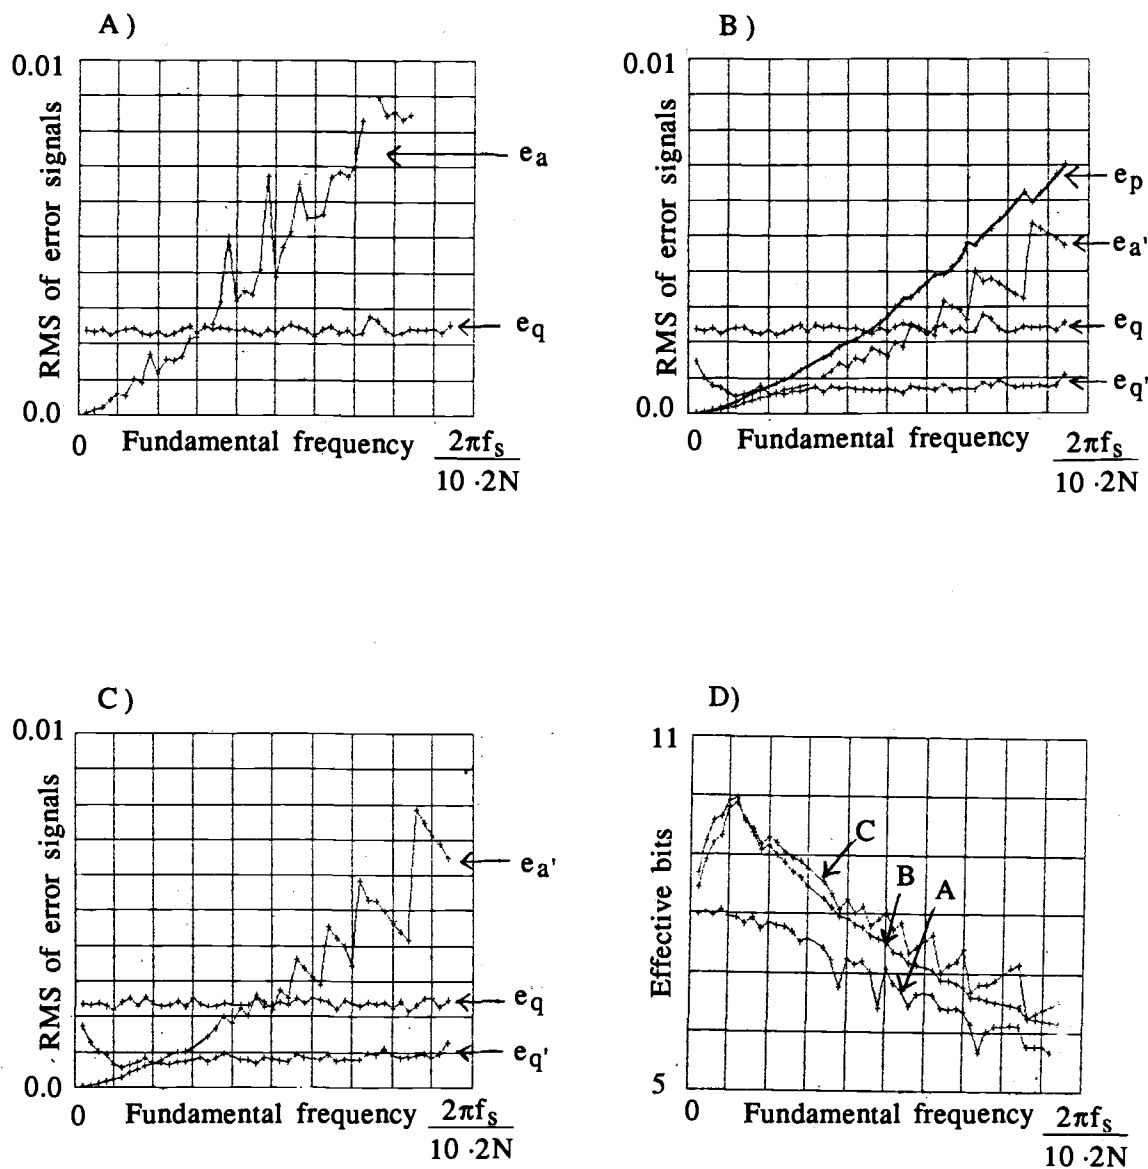 A )
0.01
RMS of error signals
e_a
e_q
0.0
0
Fundamental frequency
2πf_s
10 · 2N
B )
0.01
RMS of error signals
e_p
e_a'
e_q
e_q'
0.0
0
Fundamental frequency
2πf_s
10 · 2N
C )
0.01
RMS of error signals
e_a'
e_q
e_q'
0.0
0
Fundamental frequency
2πf_s
10 · 2N
D )
11
Effective bits
C
B
A
5
0
Fundamental frequency
2πf_s
10 · 2N